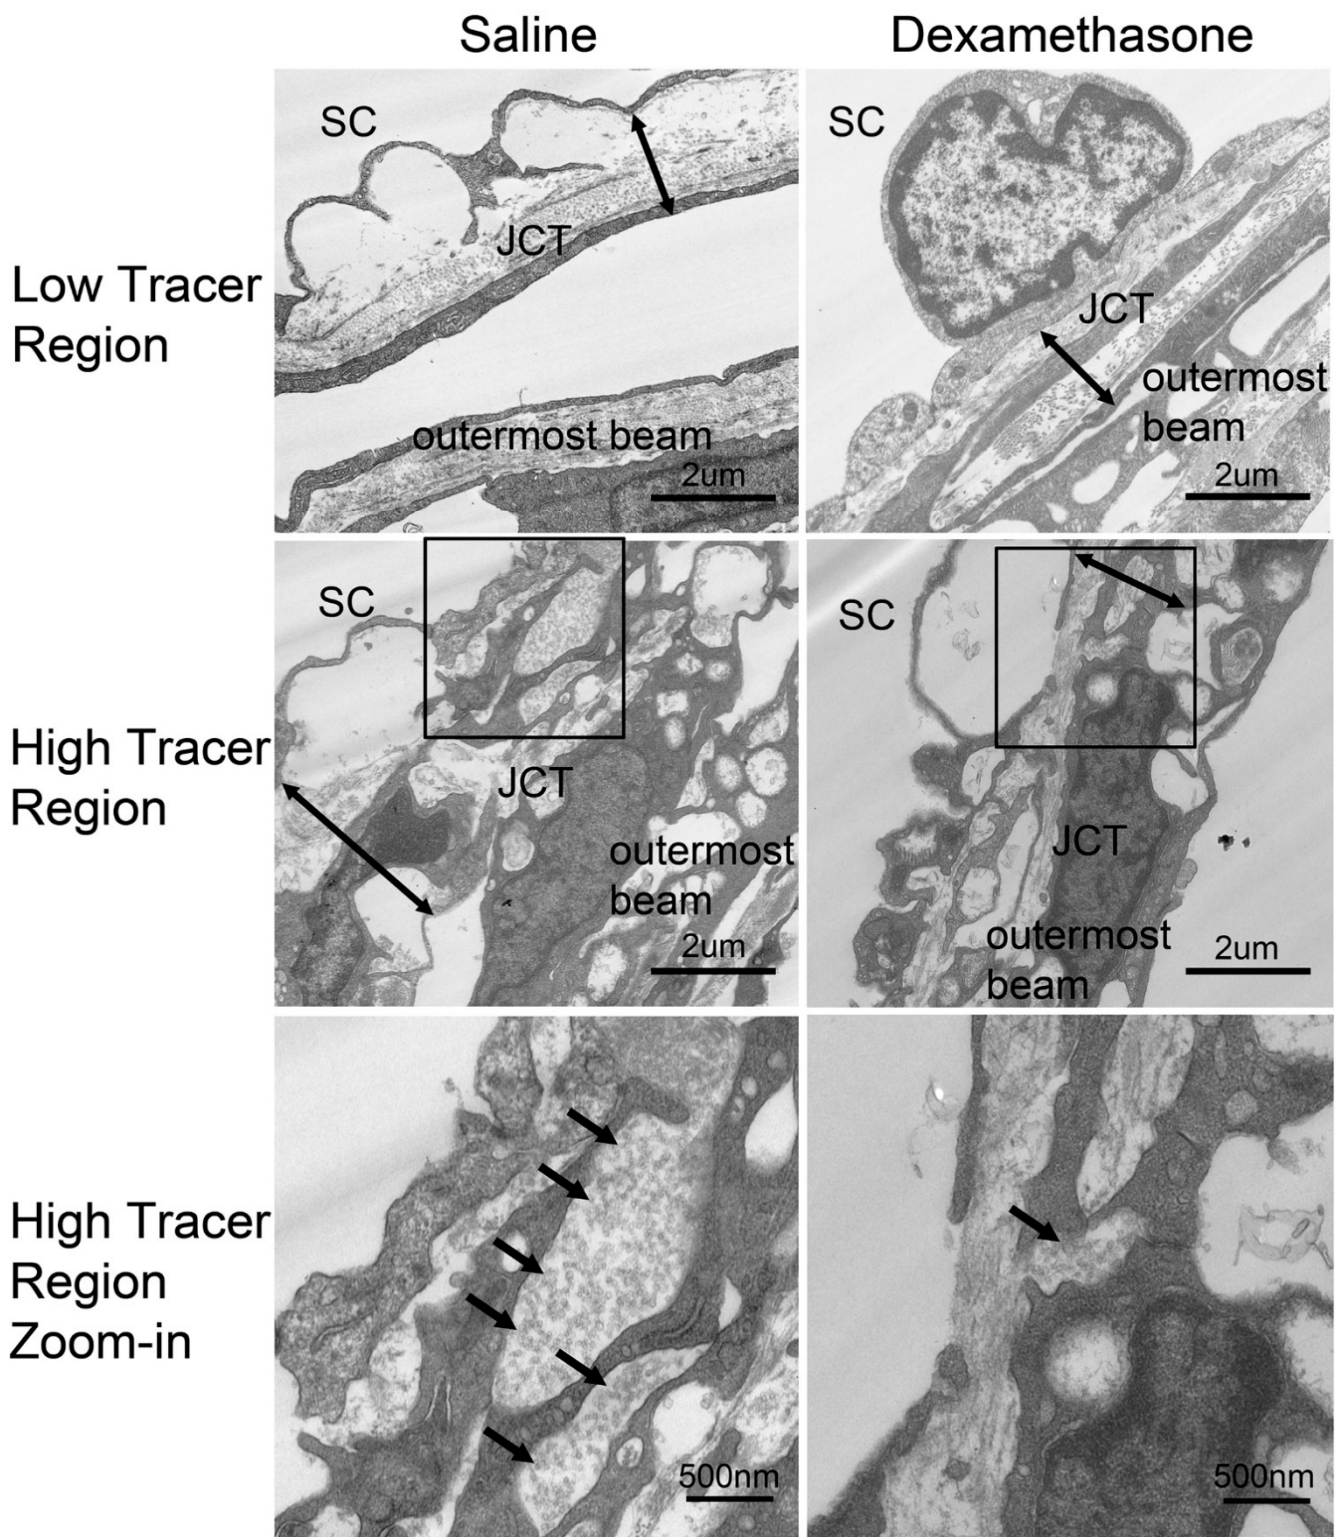 Saline
Dexamethasone
Low Tracer
Region
SC
JCT
outermost beam
2um
SC
JCT
outermost
beam
2um
High Tracer
Region
SC
JCT
outermost
beam
2um
SC
JCT
outermost
beam
2um
High Tracer
Region
Zoom-in
500nm
500nm